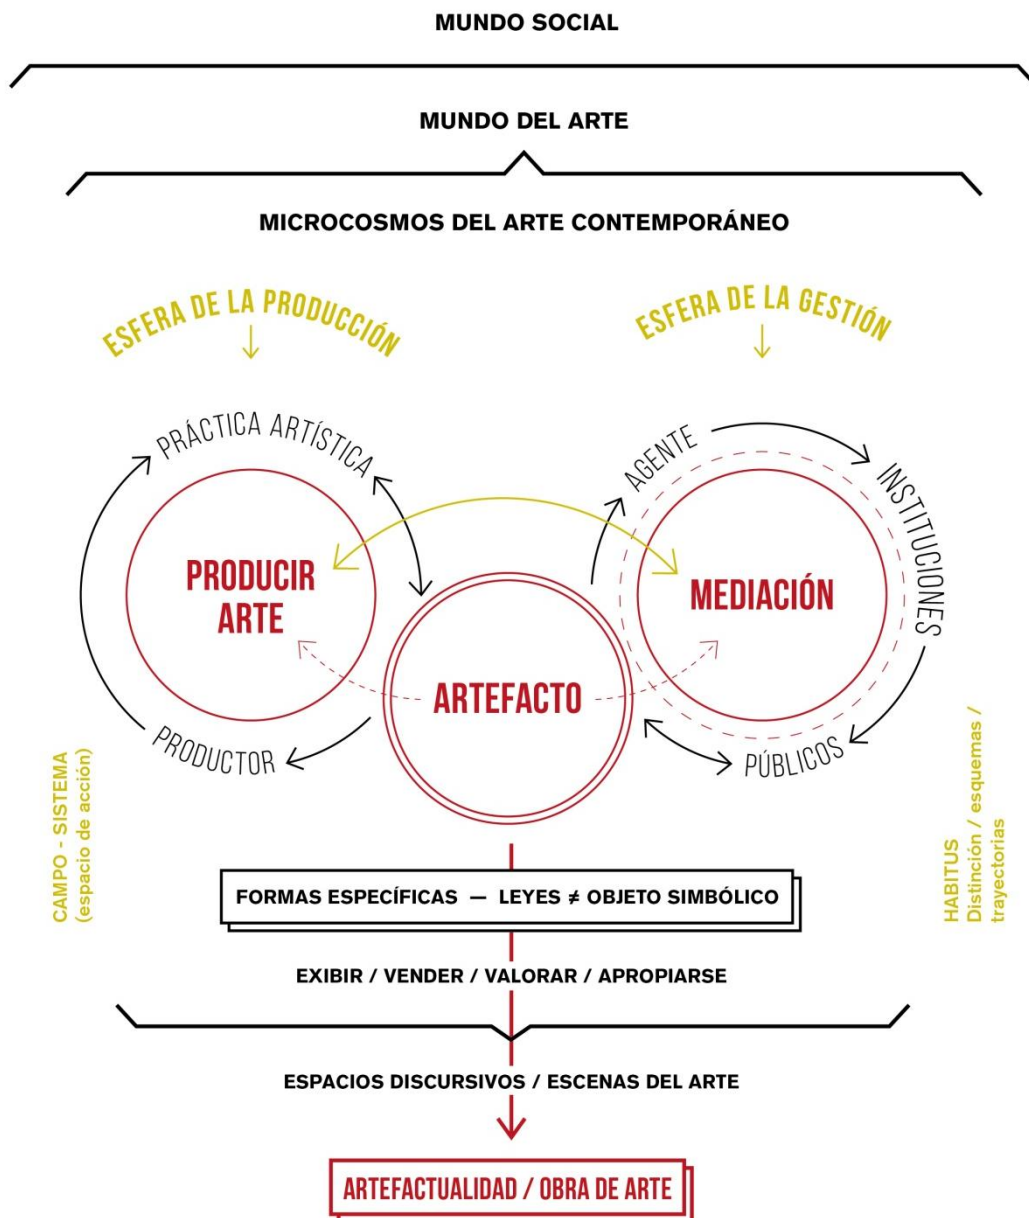 MUNDO SOCIAL
MUNDO DEL ARTE
MICROCOSMOS DEL ARTE CONTEMPORÁNEO
ESFERA DE LA PRODUCCIÓN
ESFERA DE LA GESTIÓN
PRÁCTICA ARTÍSTICA
AGENTE
INSTITUCIONES
PRODUCIR
ARTE
MEDIACIÓN
ARTEFACTO
PRODUCTOR
PÚBLICOS
CAMPO - SISTEMA
(espacio de acción)
HABITUS
Distinción / esquemas /
trayectorias
FORMAS ESPECÍFICAS — LEYES ≠ OBJETO SIMBÓLICO
EXIBIR / VENDER / VALORAR / APROPIARSE
ESPACIOS DISCURSIVOS / ESCENAS DEL ARTE
ARTEFACTUALIDAD / OBRA DE ARTE